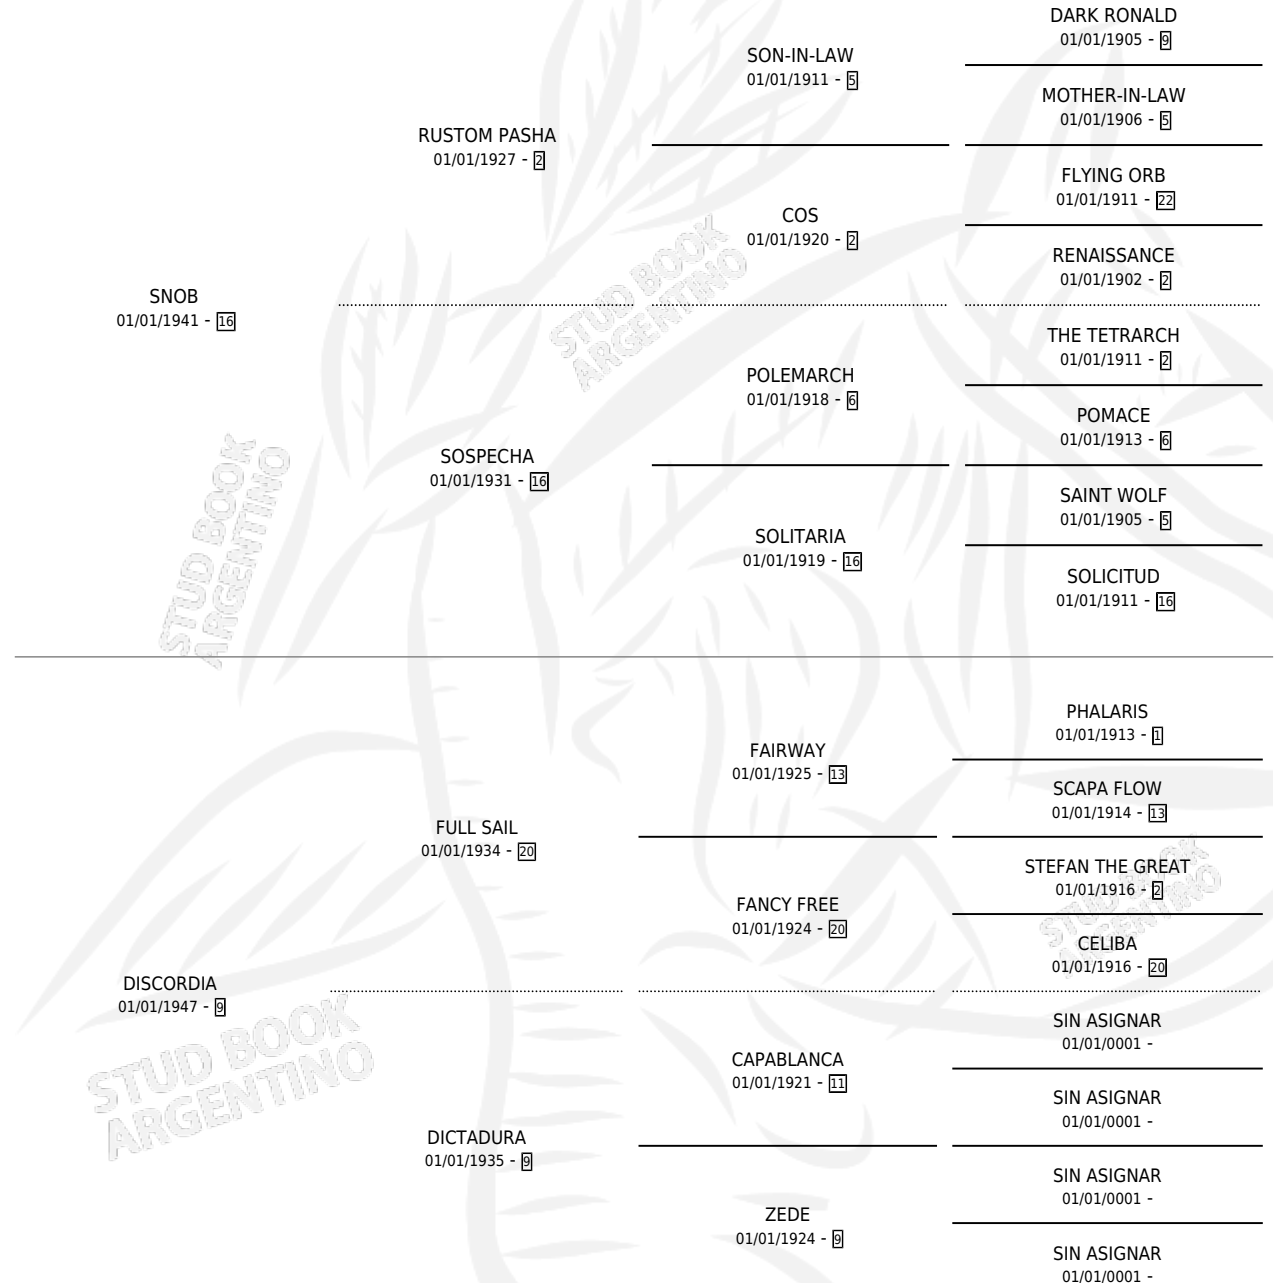 DARK RONALD
01/01/1905 - 9
SON-IN-LAW
01/01/1911 - 5
MOTHER-IN-LAW
01/01/1906 - 5
RUSTOM PASHA
01/01/1927 - 2
FLYING ORB
01/01/1911 - 22
COS
01/01/1920 - 2
RENAISSANCE
01/01/1902 - 2
SNOB
01/01/1941 - 16
THE TETRARCH
01/01/1911 - 2
POLEMARCH
01/01/1918 - 6
POMACE
01/01/1913 - 6
SOSPECHA
01/01/1931 - 16
SAINT WOLF
01/01/1905 - 5
SOLITARIA
01/01/1919 - 16
SOLICITUD
01/01/1911 - 16
STUD BOOK
ARGENTINO
STUD BOOK
ARGENTINO
PHALARIS
01/01/1913 - 1
FAIRWAY
01/01/1925 - 13
SCAPA FLOW
01/01/1914 - 13
FULL SAIL
01/01/1934 - 20
STEFAN THE GREAT
01/01/1916 - 2
FANCY FREE
01/01/1924 - 20
CELIBA
01/01/1916 - 20
DISCORDIA
01/01/1947 - 9
SIN ASIGNAR
01/01/0001 -
CAPABLANCA
01/01/1921 - 11
SIN ASIGNAR
01/01/0001 -
DICTADURA
01/01/1935 - 9
SIN ASIGNAR
01/01/0001 -
ZEDE
01/01/1924 - 9
SIN ASIGNAR
01/01/0001 -
STUD BOOK
ARGENTINO
STUD BOOK
ARGENTINO